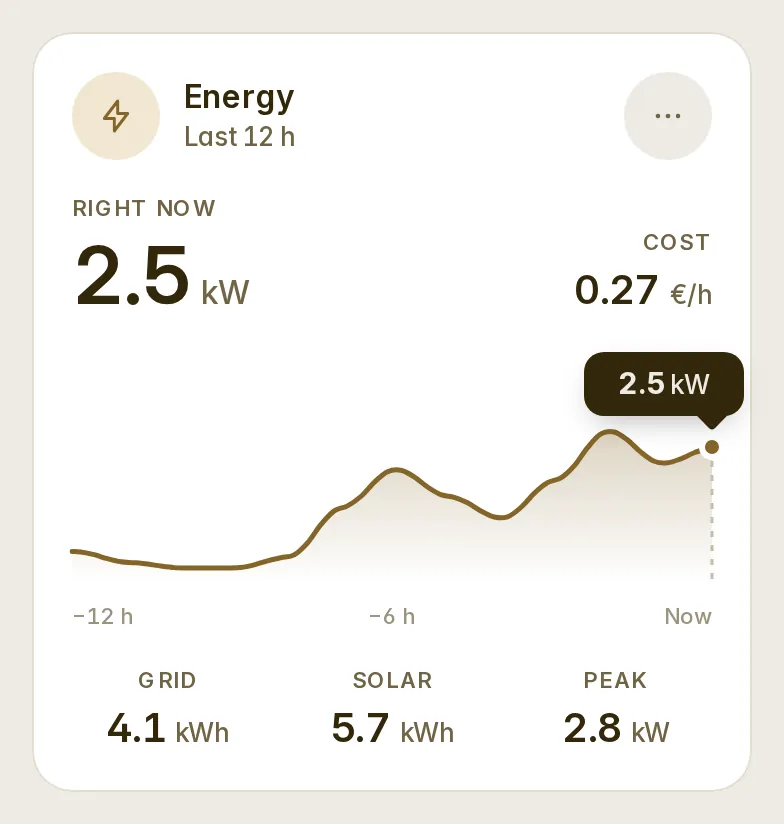 Energy
Last 12 h
RIGHT NOW
2.5 kW
COST
0.27 €/h
2.5 kW
−12 h
−6 h
Now
GRID
SOLAR
PEAK
4.1 kWh
5.7 kWh
2.8 kW